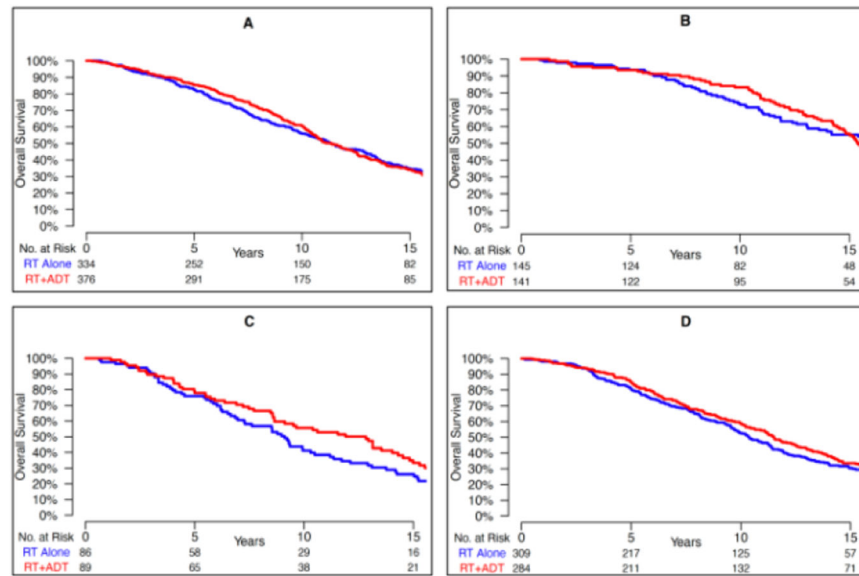 A
100%
90%
80%
70%
60%
50%
40%
30%
20%
10%
0%
Overall Survival
No. at Risk 0 5 Years 10 15
RT Alone 334 252 150 82
RT+ADT 376 291 175 85
B
100%
90%
80%
70%
60%
50%
40%
30%
20%
10%
0%
Overall Survival
No. at Risk 0 5 Years 10 15
RT Alone 145 124 82 48
RT+ADT 141 122 95 54
C
100%
90%
80%
70%
60%
50%
40%
30%
20%
10%
0%
Overall Survival
No. at Risk 0 5 Years 10 15
RT Alone 86 58 29 16
RT+ADT 89 65 38 21
D
100%
90%
80%
70%
60%
50%
40%
30%
20%
10%
0%
Overall Survival
No. at Risk 0 5 Years 10 15
RT Alone 309 217 125 57
RT+ADT 284 211 132 71